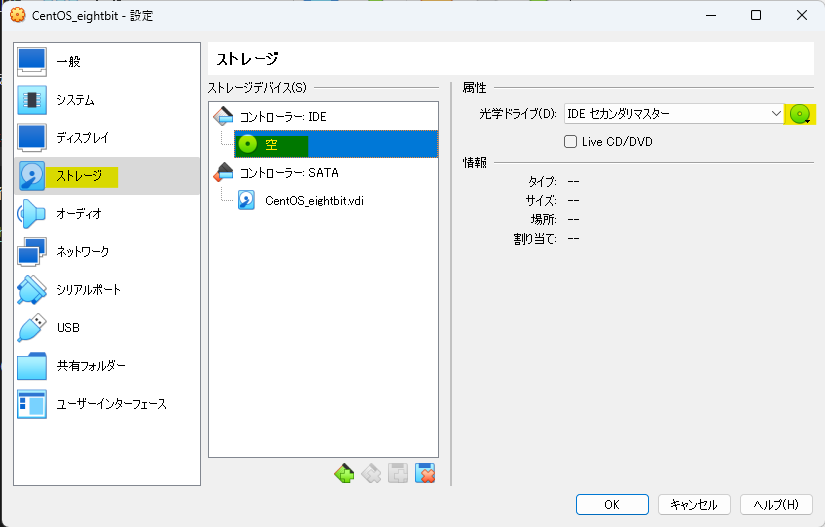 CentOS_eightbit - 設定
一般
システム
ディスプレイ
ストレージ
オーディオ
ネットワーク
シリアルポート
USB
共有フォルダー
ユーザーインターフェース
ストレージ
ストレージデバイス(S)
コントローラー: IDE
空
コントローラー: SATA
CentOS_eightbit.vdi
属性
光学ドライブ(D): IDE セカンダリマスター
Live CD/DVD
情報
タイプ: --
サイズ: --
場所: --
割り当て: --
OK キャンセル ヘルプ(H)